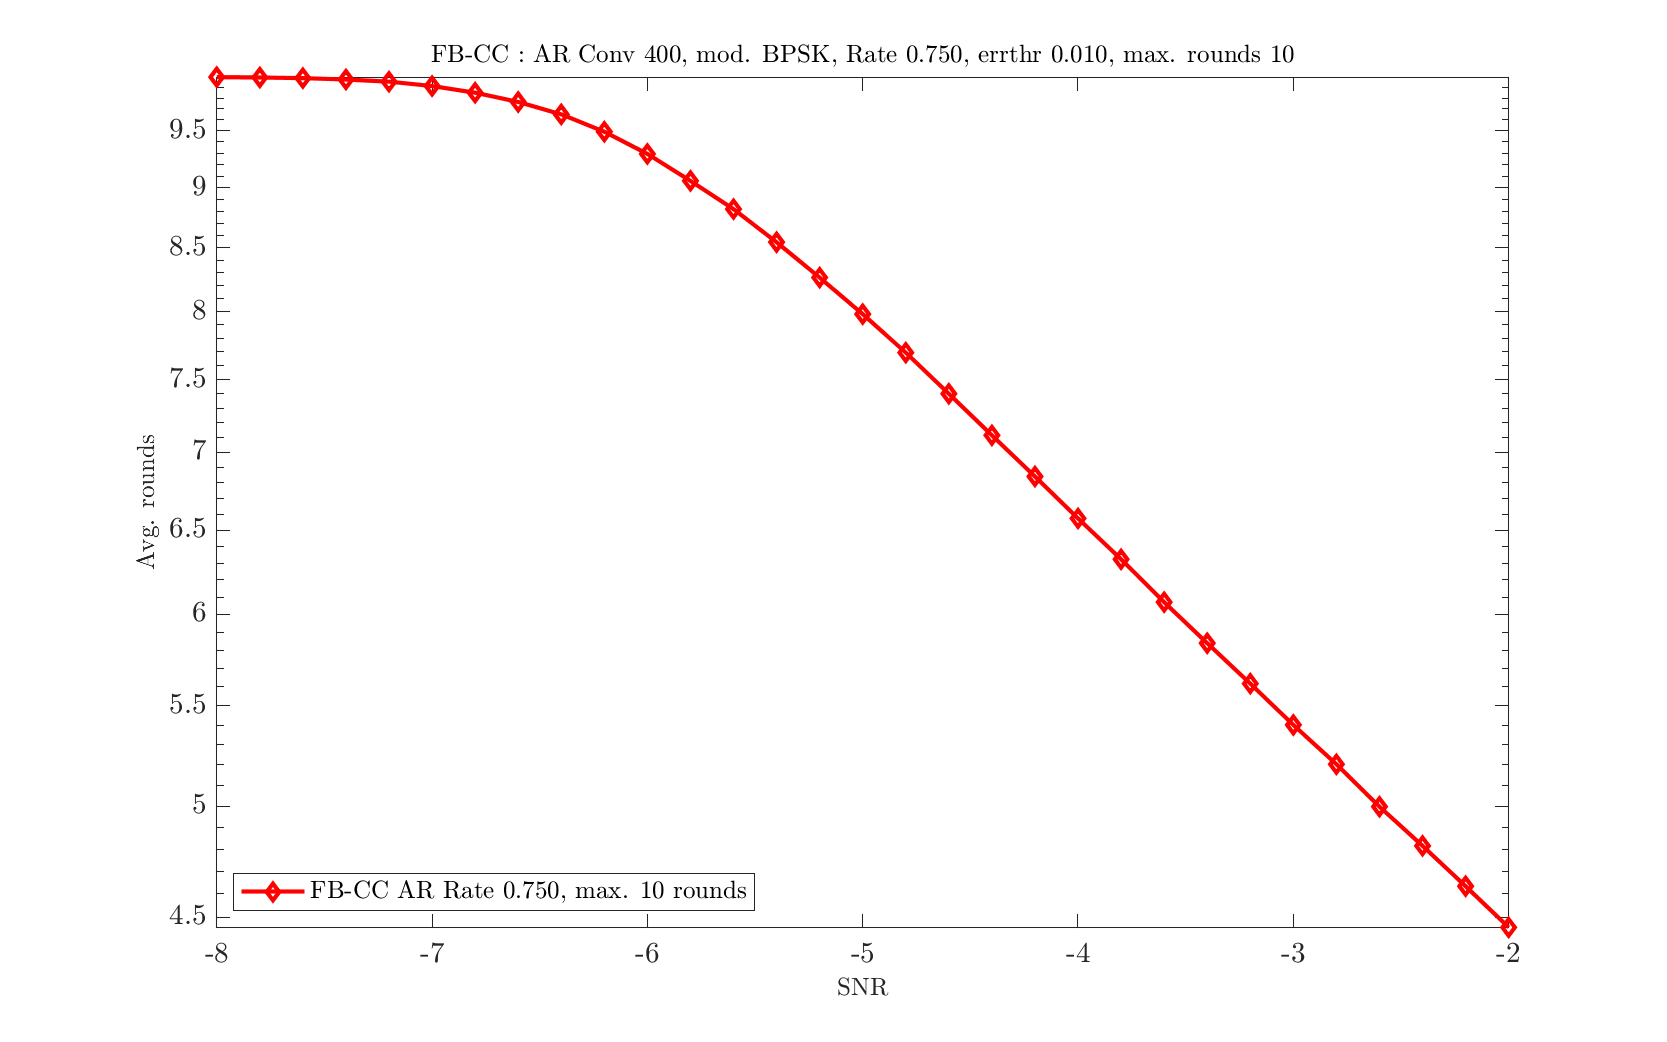 FB-CC : AR Conv 400, mod. BPSK, Rate 0.750, errthr 0.010, max. rounds 10
9.5
9
8.5
8
7.5
7
6.5
6
5.5
5
4.5
Avg. rounds
FB-CC AR Rate 0.750, max. 10 rounds
-8 -7 -6 -5 -4 -3 -2
SNR